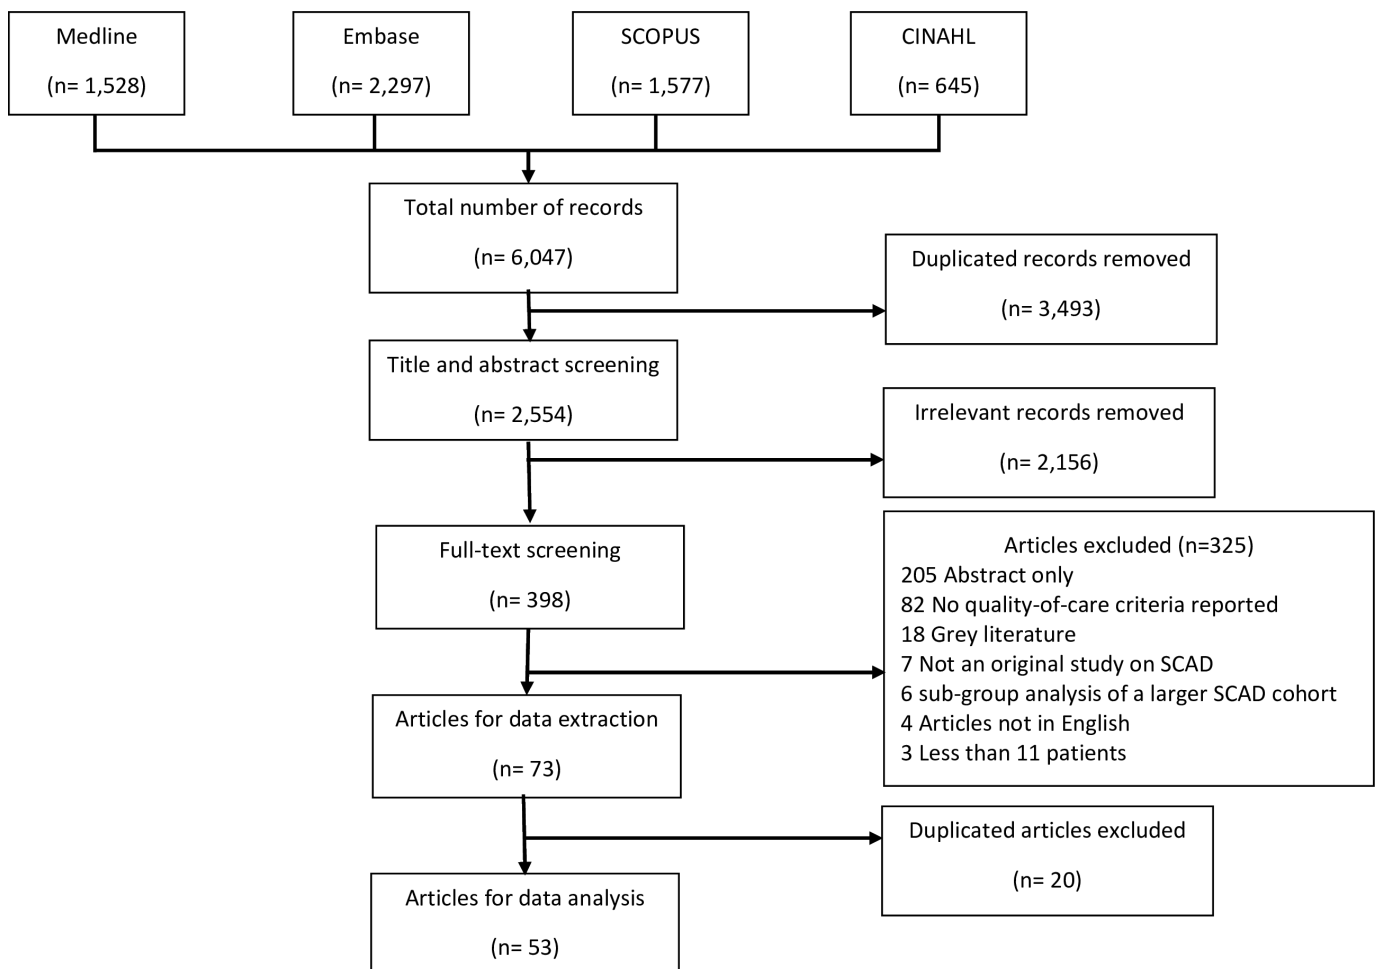 Medline
(n= 1,528)
Embase
(n= 2,297)
SCOPUS
(n= 1,577)
CINAHL
(n= 645)
Total number of records
(n= 6,047)
Duplicated records removed
(n= 3,493)
Title and abstract screening
(n= 2,554)
Irrelevant records removed
(n= 2,156)
Full-text screening
(n= 398)
Articles excluded (n=325)
205 Abstract only
82 No quality-of-care criteria reported
18 Grey literature
7 Not an original study on SCAD
6 sub-group analysis of a larger SCAD cohort
4 Articles not in English
3 Less than 11 patients
Articles for data extraction
(n= 73)
Duplicated articles excluded
(n= 20)
Articles for data analysis
(n= 53)